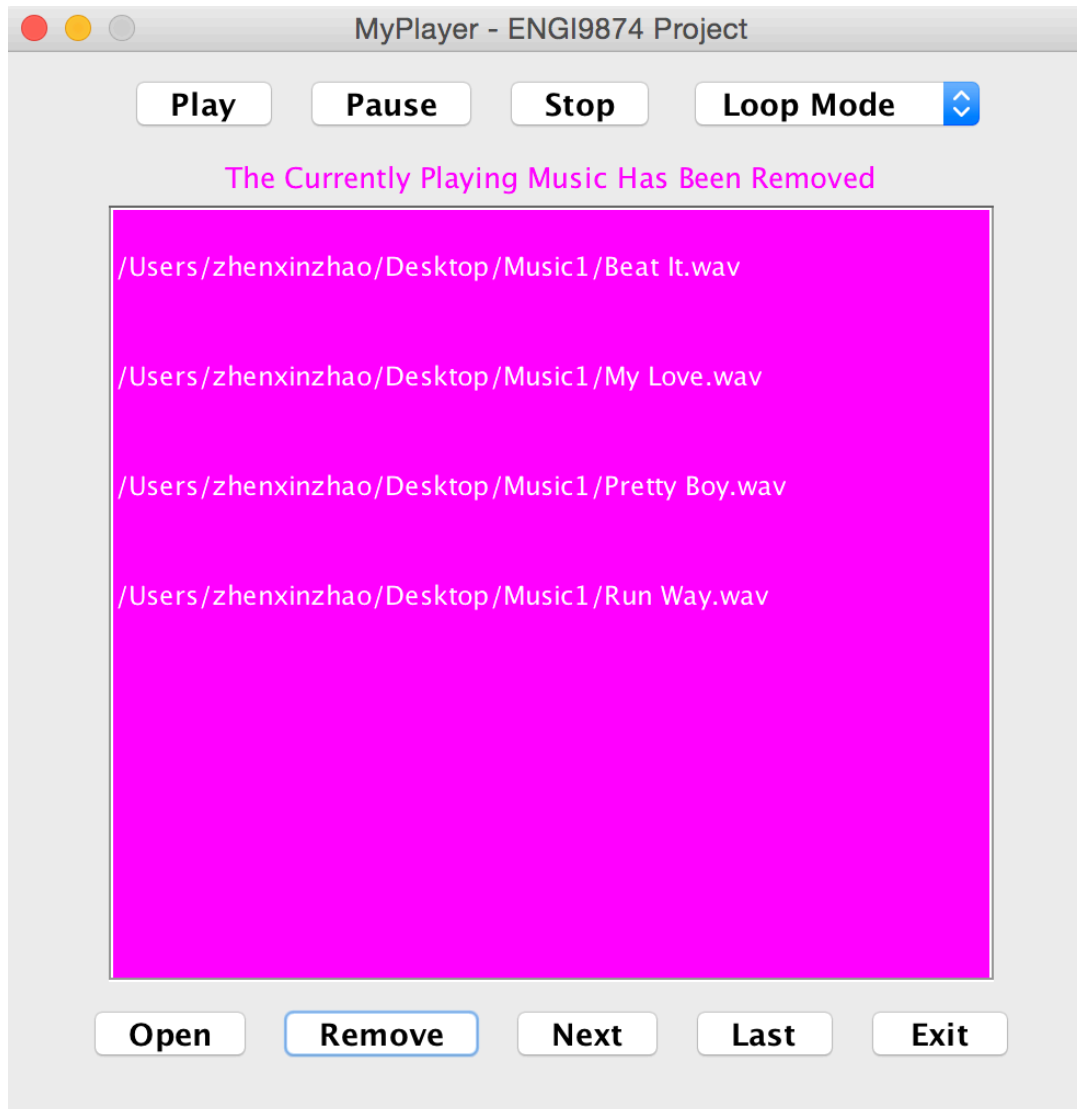 MyPlayer - ENGI9874 Project
Play Pause Stop Loop Mode
The Currently Playing Music Has Been Removed
/Users/zhenxinzhao/Desktop/Music1/Beat It.wav
/Users/zhenxinzhao/Desktop/Music1/My Love.wav
/Users/zhenxinzhao/Desktop/Music1/Pretty Boy.wav
/Users/zhenxinzhao/Desktop/Music1/Run Way.wav
Open Remove Next Last Exit